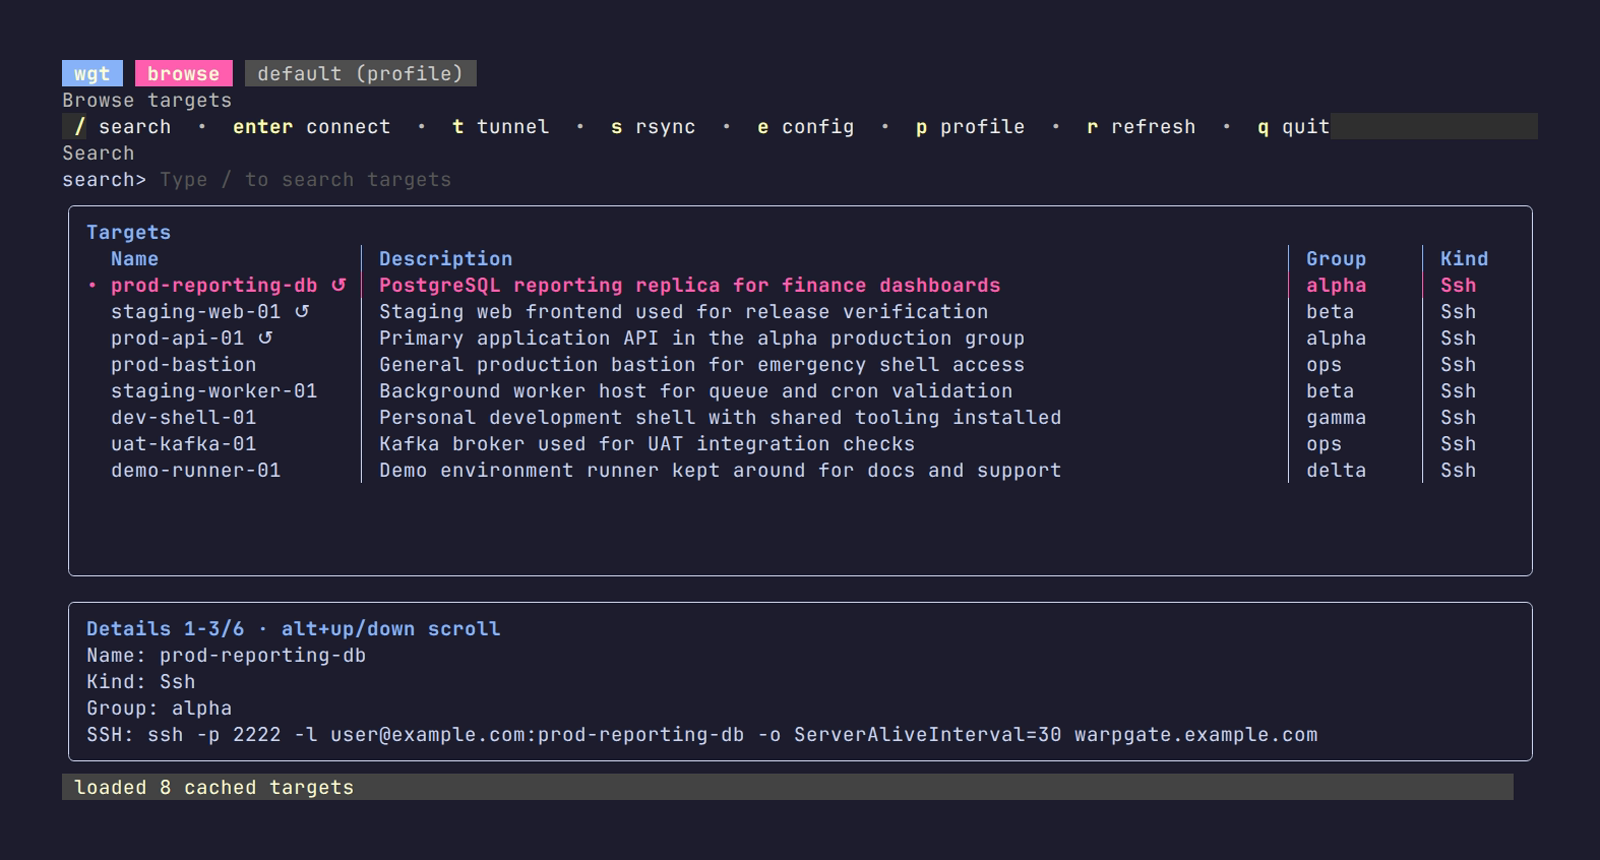 wgt browse default (profile)
Browse targets
/ search • enter connect • t tunnel • s rsync • e config • p profile • r refresh • q quit
Search
search> Type / to search targets
Targets
Name Description Group Kind
• prod-reporting-db ↺ PostgreSQL reporting replica for finance dashboards alpha Ssh
staging-web-01 ↺ Staging web frontend used for release verification beta Ssh
prod-api-01 ↺ Primary application API in the alpha production group alpha Ssh
prod-bastion General production bastion for emergency shell access ops Ssh
staging-worker-01 Background worker host for queue and cron validation beta Ssh
dev-shell-01 Personal development shell with shared tooling installed gamma Ssh
uat-kafka-01 Kafka broker used for UAT integration checks ops Ssh
demo-runner-01 Demo environment runner kept around for docs and support delta Ssh
Details 1-3/6 · alt+up/down scroll
Name: prod-reporting-db
Kind: Ssh
Group: alpha
SSH: ssh -p 2222 -l user@example.com:prod-reporting-db -o ServerAliveInterval=30 warpgate.example.com
loaded 8 cached targets